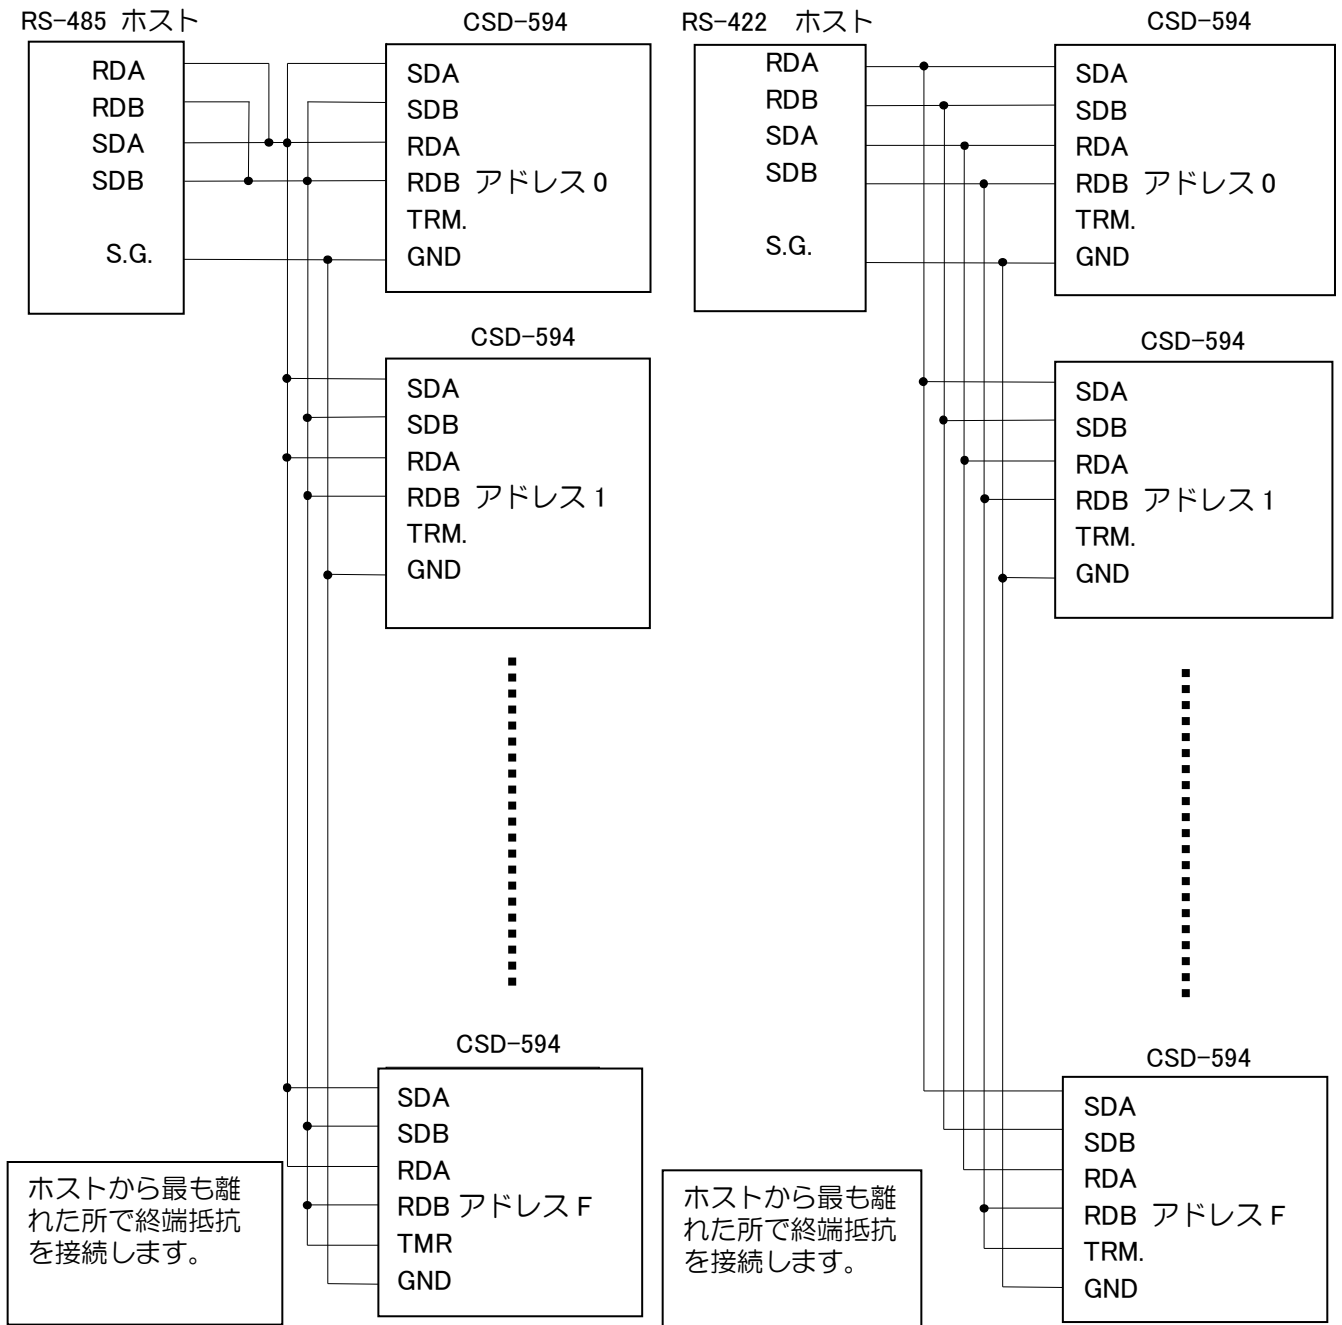 RS-485 ホスト
RDA
RDB
SDA
SDB
S.G.
CSD-594
SDA
SDB
RDA
RDB アドレス 0
TRM.
GND
CSD-594
SDA
SDB
RDA
RDB アドレス 1
TRM.
GND
CSD-594
SDA
SDB
RDA
RDB アドレス F
TMR
GND
ホストから最も離
れた所で終端抵抗
を接続します。
RS-422 ホスト
RDA
RDB
SDA
SDB
S.G.
CSD-594
SDA
SDB
RDA
RDB アドレス 0
TRM.
GND
CSD-594
SDA
SDB
RDA
RDB アドレス 1
TRM.
GND
CSD-594
SDA
SDB
RDA
RDB アドレス F
TRM.
GND
ホストから最も離
れた所で終端抵抗
を接続します。